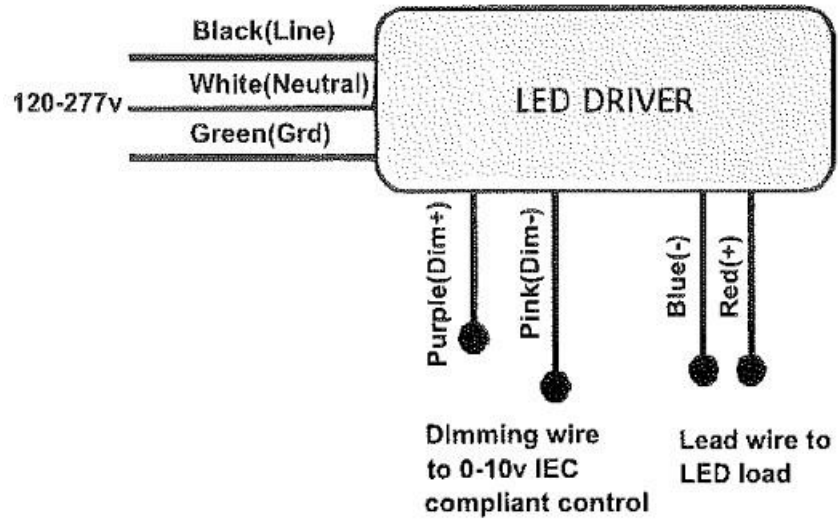 Black(Line)
White(Neutral)
120-277v
Green(Grd)
LED DRIVER
Purple(Dim+)
Pink(Dim-)
Blue(-)
Red(+)
DImming wire
to 0-10v IEC
compliant control
Lead wire to
LED load